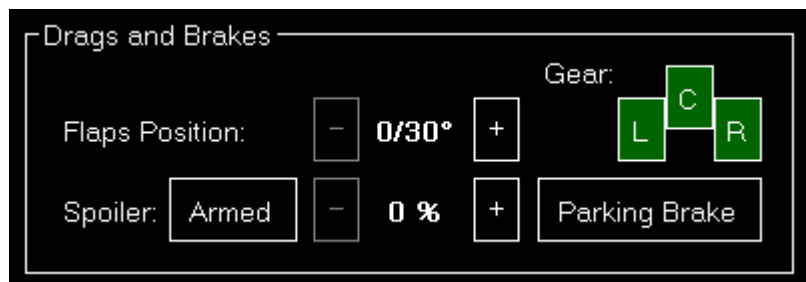 Drags and Brakes
Gear:
L C R
Flaps Position: − 0/30° +
Spoiler: Armed − 0 % + Parking Brake